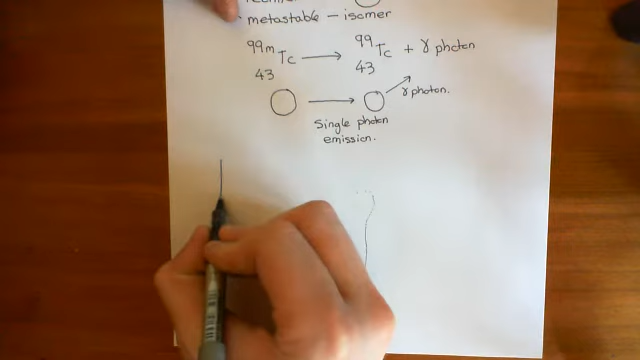 metastable – isomer
99m Tc 43 → 99 Tc 43 + γ photon
γ photon.
Single photon
emission.